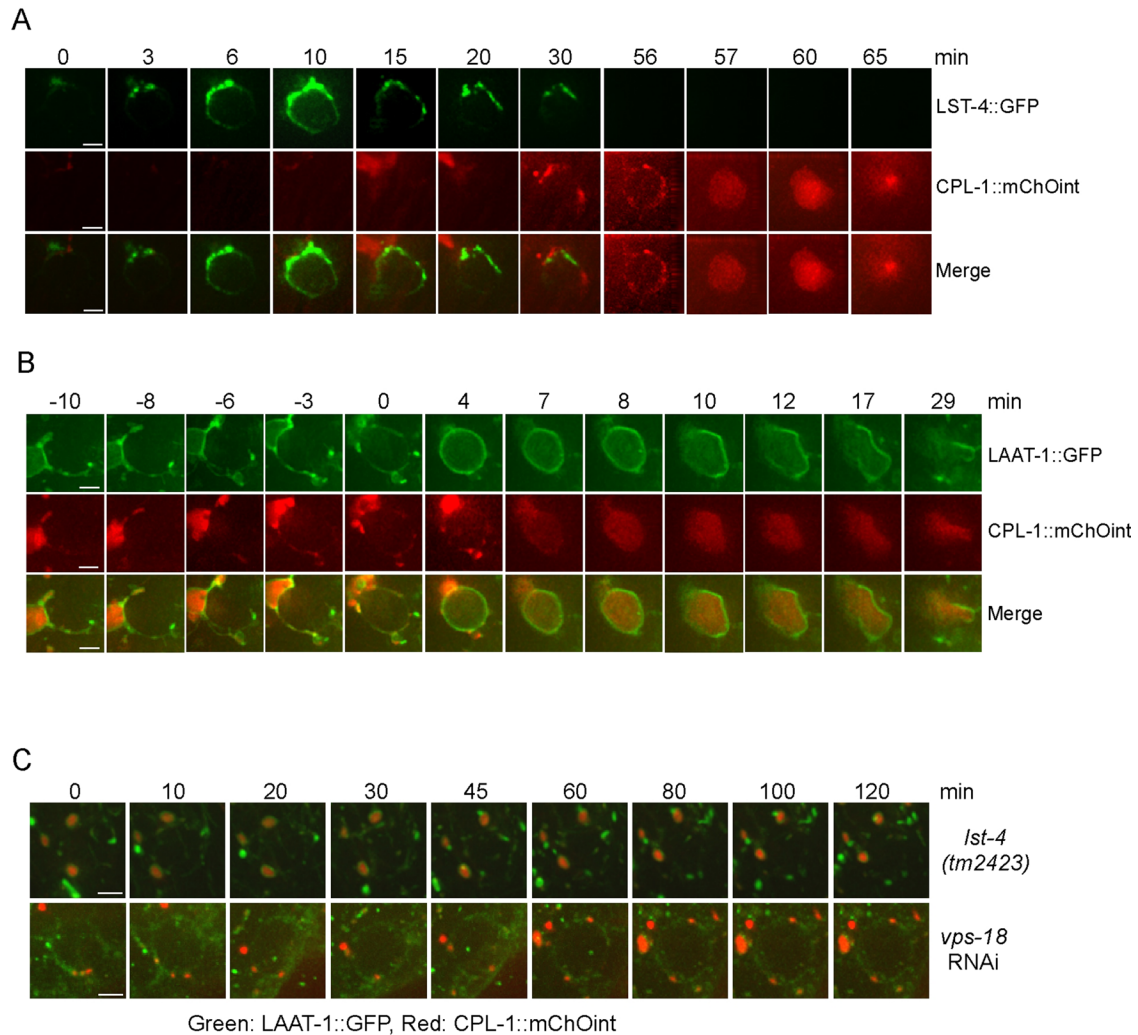 A
0 3 6 10 15 20 30 56 57 60 65 min
LST-4::GFP
CPL-1::mChOint
Merge
B
-10 -8 -6 -3 0 4 7 8 10 12 17 29 min
LAAT-1::GFP
CPL-1::mChOint
Merge
C
0 10 20 30 45 60 80 100 120 min
lst-4
(tm2423)
vps-18
RNAi
Green: LAAT-1::GFP, Red: CPL-1::mChOint